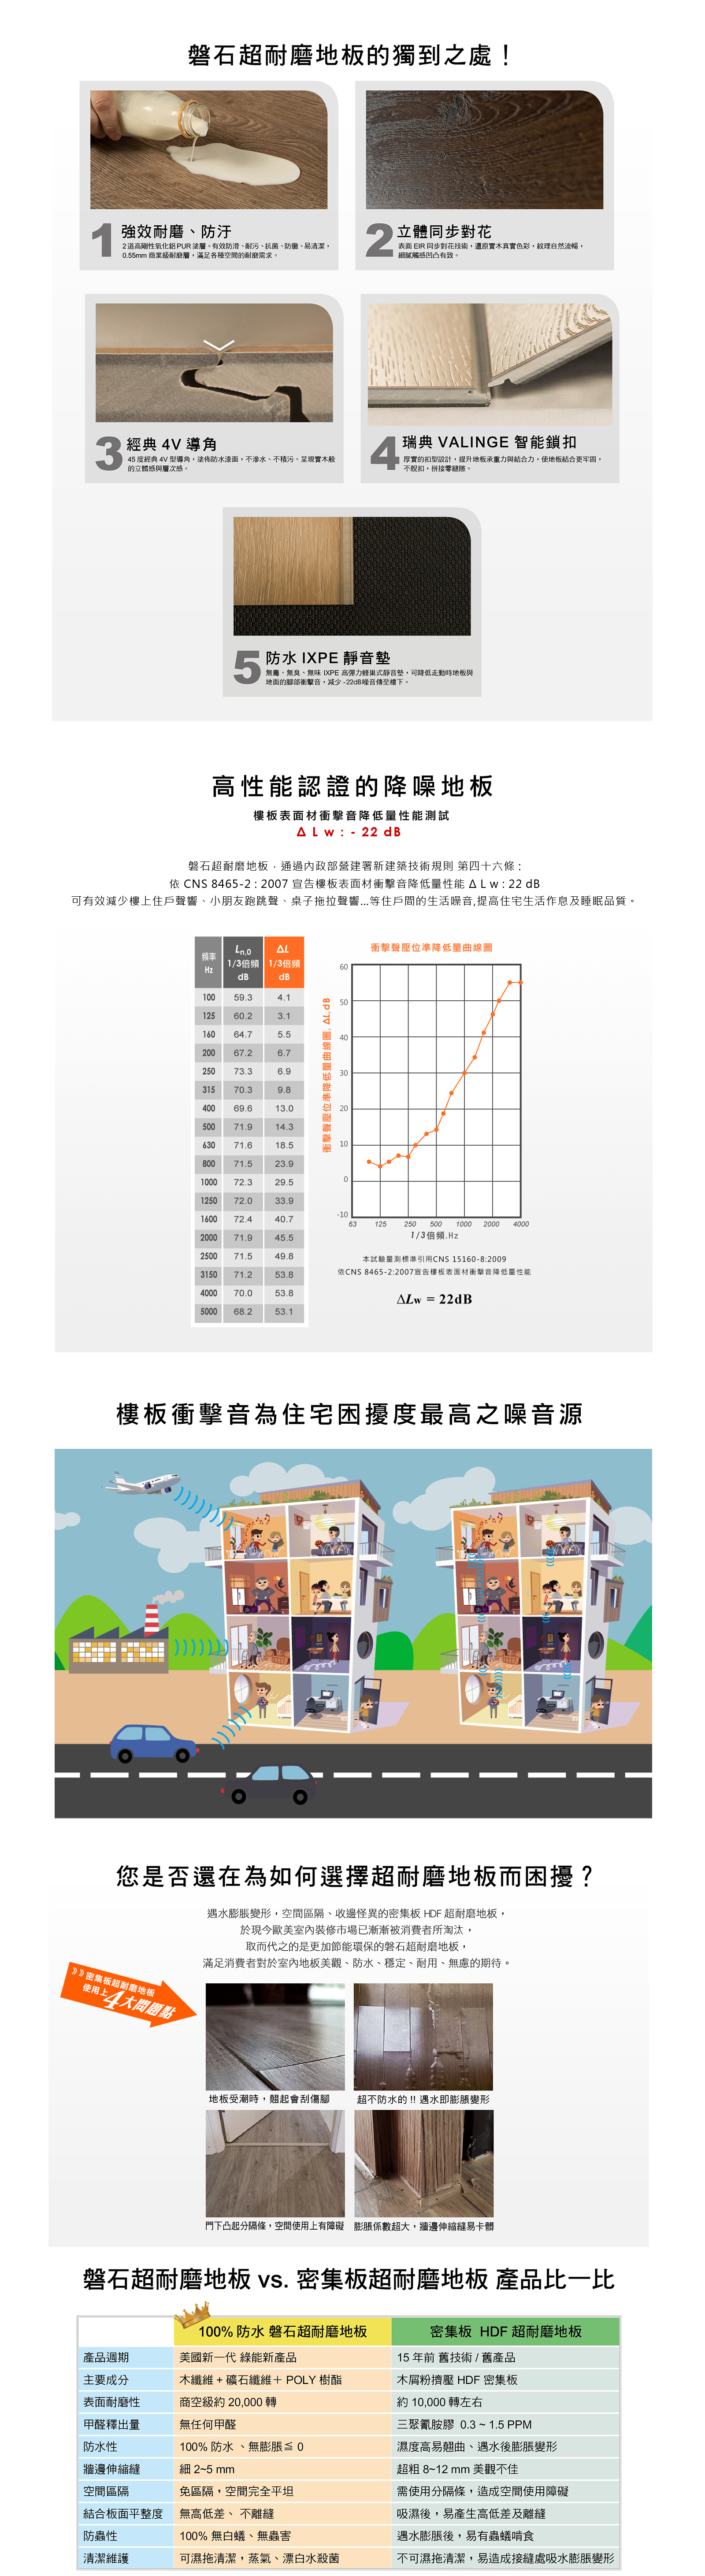 磐石超耐磨地板的獨到之處！
1 強效耐磨、防汙
2道高剛性氧化鋁PUR塗層。有效防滑、耐污、抗菌、防黴、易清潔，
0.55mm 商業級耐磨層，滿足各種空間的耐磨需求。
2 立體同步對花
表面 EIR 同步對花技術，還原實木真實色彩，紋理自然流暢，
細膩觸感凹凸有致。
3 經典 4V 導角
45 度經典 4V 型導角，塗佈防水漆面，不滲水、不積污、呈現實木般
的立體感與層次感。
4 瑞典 VALINGE 智能鎖扣
厚實的扣型設計，提升地板承重力與結合力，使地板結合更牢固，
不脫扣，拼接零縫隙。
5 防水 IXPE 靜音墊
無毒、無臭、無味 IXPE 高彈力蜂巢式靜音墊，可降低走動時地板與
地面的腳部衝擊音，減少 -22dB噪音傳至樓下。
高性能認證的降噪地板
樓板表面材衝擊音降低量性能測試
Δ L w : - 22 dB
磐石超耐磨地板，通過內政部營建署新建築技術規則 第四十六條：
依 CNS 8465-2 : 2007 宣告樓板表面材衝擊音降低量性能 Δ L w : 22 dB
可有效減少樓上住戶聲響、小朋友跑跳聲、桌子拖拉聲響...等住戶間的生活噪音,提高住宅生活作息及睡眠品質。
頻率 Hz Ln,0 1/3倍頻 dB ΔL 1/3倍頻 dB
100 59.3 4.1
125 60.2 3.1
160 64.7 5.5
200 67.2 6.7
250 73.3 6.9
315 70.3 9.8
400 69.6 13.0
500 71.9 14.3
630 71.6 18.5
800 71.5 23.9
1000 72.3 29.5
1250 72.0 33.9
1600 72.4 40.7
2000 71.9 45.5
2500 71.5 49.8
3150 71.2 53.8
4000 70.0 53.8
5000 68.2 53.1
衝擊聲壓位準降低量曲線圖
衝擊聲壓位準降低量曲線圖. ΔL.dB
60
50
40
30
20
10
0
-10
63 125 250 500 1000 2000 4000
1/3倍頻.Hz
本試驗量測標準引用CNS 15160-8:2009
依CNS 8465-2:2007宣告樓板表面材衝擊音降低量性能
ΔLw = 22dB
樓板衝擊音為住宅困擾度最高之噪音源
您是否還在為如何選擇超耐磨地板而困擾？
遇水膨脹變形，空間區隔、收邊怪異的密集板 HDF 超耐磨地板，
於現今歐美室內裝修市場已漸漸被消費者所淘汰，
取而代之的是更加節能環保的磐石超耐磨地板，
滿足消費者對於室內地板美觀、防水、穩定、耐用、無慮的期待。
》》密集板超耐磨地板
使用上4大問題點
地板受潮時，翹起會刮傷腳
超不防水的 !! 遇水即膨脹變形
門下凸起分隔條，空間使用上有障礙
膨脹係數超大，牆邊伸縮縫易卡髒
磐石超耐磨地板 vs. 密集板超耐磨地板 產品比一比
100% 防水 磐石超耐磨地板 密集板 HDF 超耐磨地板
產品週期 美國新一代 綠能新產品 15 年前 舊技術 / 舊產品
主要成分 木纖維 + 礦石纖維＋ POLY 樹酯 木屑粉擠壓 HDF 密集板
表面耐磨性 商空級約 20,000 轉 約 10,000 轉左右
甲醛釋出量 無任何甲醛 三聚氰胺膠 0.3 ~ 1.5 PPM
防水性 100% 防水 、無膨脹≦ 0 濕度高易翹曲、遇水後膨脹變形
牆邊伸縮縫 細 2~5 mm 超粗 8~12 mm 美觀不佳
空間區隔 免區隔，空間完全平坦 需使用分隔條，造成空間使用障礙
結合板面平整度 無高低差、 不離縫 吸濕後，易產生高低差及離縫
防蟲性 100% 無白蟻、無蟲害 遇水膨脹後，易有蟲蟻啃食
清潔維護 可濕拖清潔，蒸氣、漂白水殺菌 不可濕拖清潔，易造成接縫處吸水膨脹變形